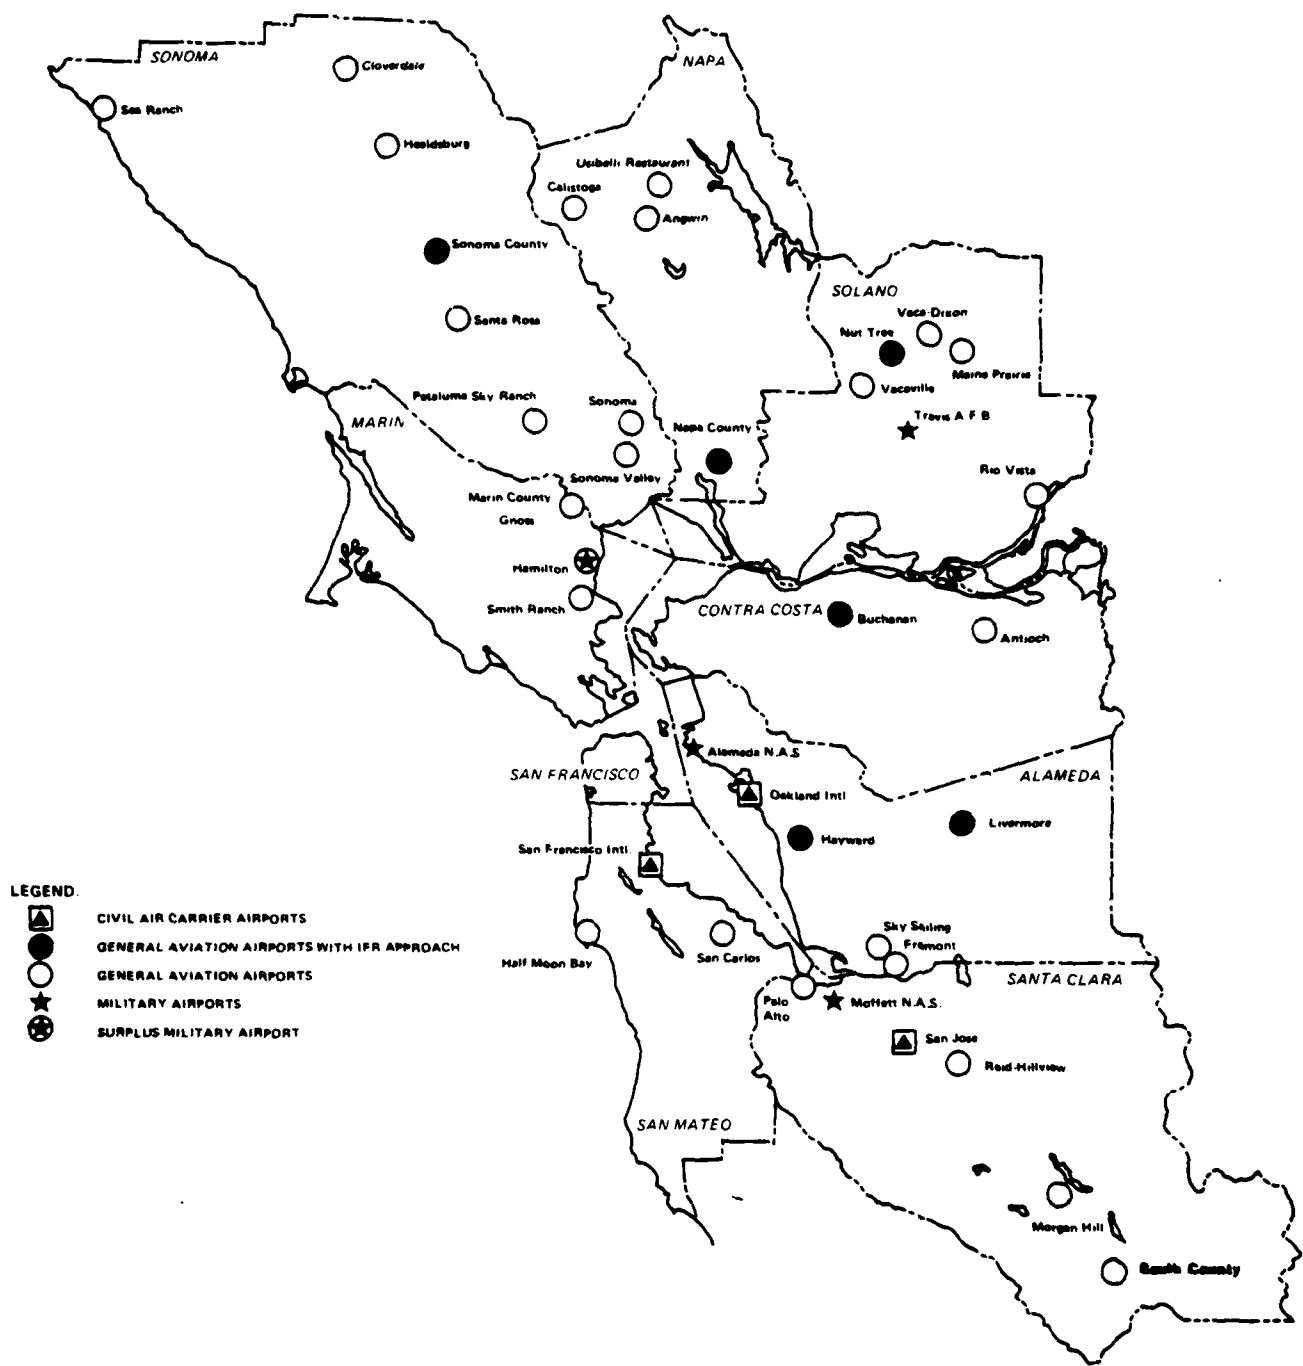 SONOMA
Cloverdale
NAPA
Sea Ranch
Healdsburg
Usibelli Restaurant
Calistoga
Angwin
Sonoma County
SOLANO
Vaca-Dixon
Santa Rosa
Nut Tree
Maine Prairie
Vacaville
Petaluma Sky Ranch
Sonoma
MARIN
Travis A F B
Napa County
Rio Vista
Sonoma Valley
Marin County
Gnoss
Hamilton
Smith Ranch
CONTRA COSTA
Buchanan
Antioch
Alameda N.A.S
SAN FRANCISCO
ALAMEDA
Oakland Intl
Livermore
Hayward
San Francisco Intl.
LEGEND.
CIVIL AIR CARRIER AIRPORTS
GENERAL AVIATION AIRPORTS WITH IFR APPROACH
GENERAL AVIATION AIRPORTS
MILITARY AIRPORTS
SURPLUS MILITARY AIRPORT
Sky Sailing
Fremont
Half Moon Bay
San Carlos
SANTA CLARA
Palo
Alto
Moffett N.A.S.
San Jose
Reid-Hillview
SAN MATEO
Morgan Hill
South County